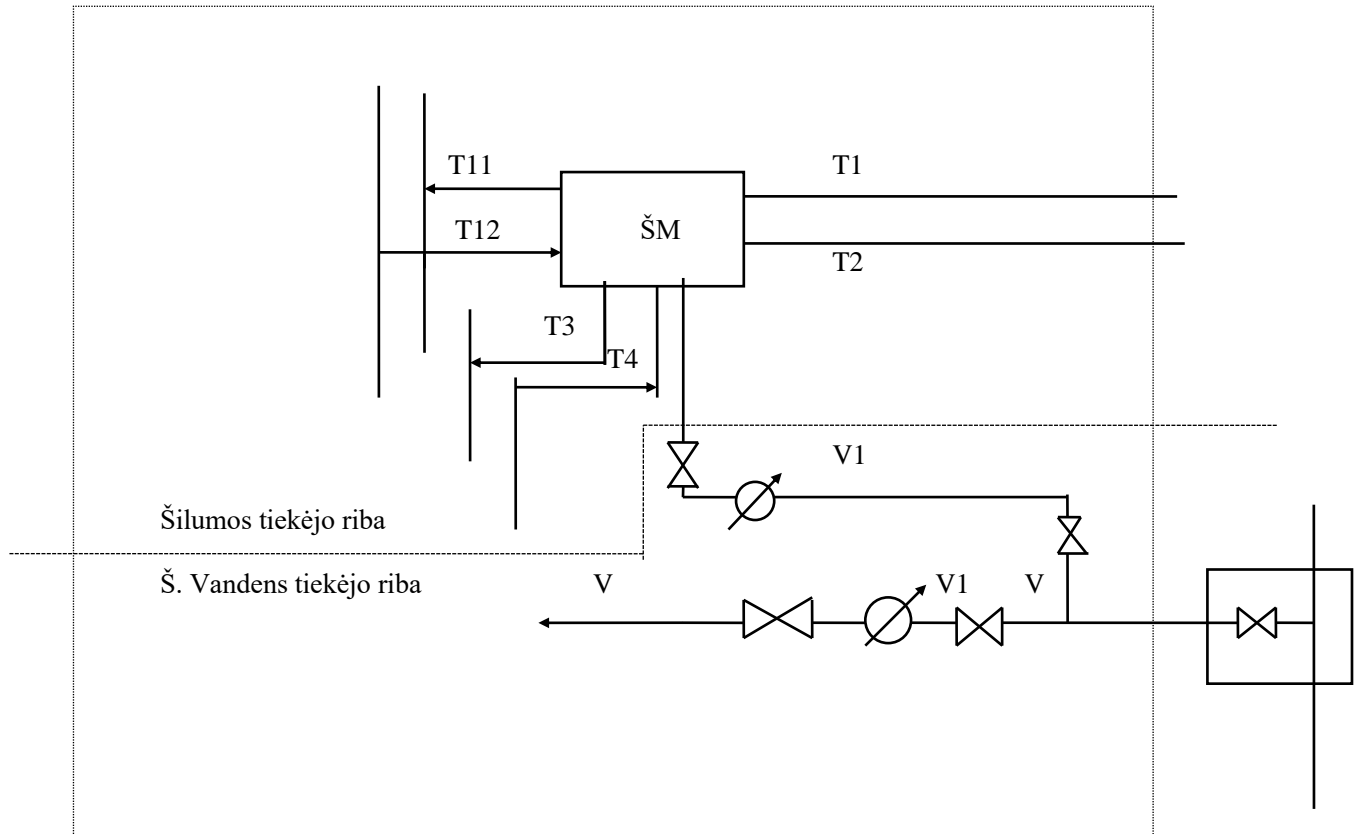 T11
T1
T12
ŠM
T2
T3
T4
V1
Šilumos tiekėjo riba
Š. Vandens tiekėjo riba
V
V1
V